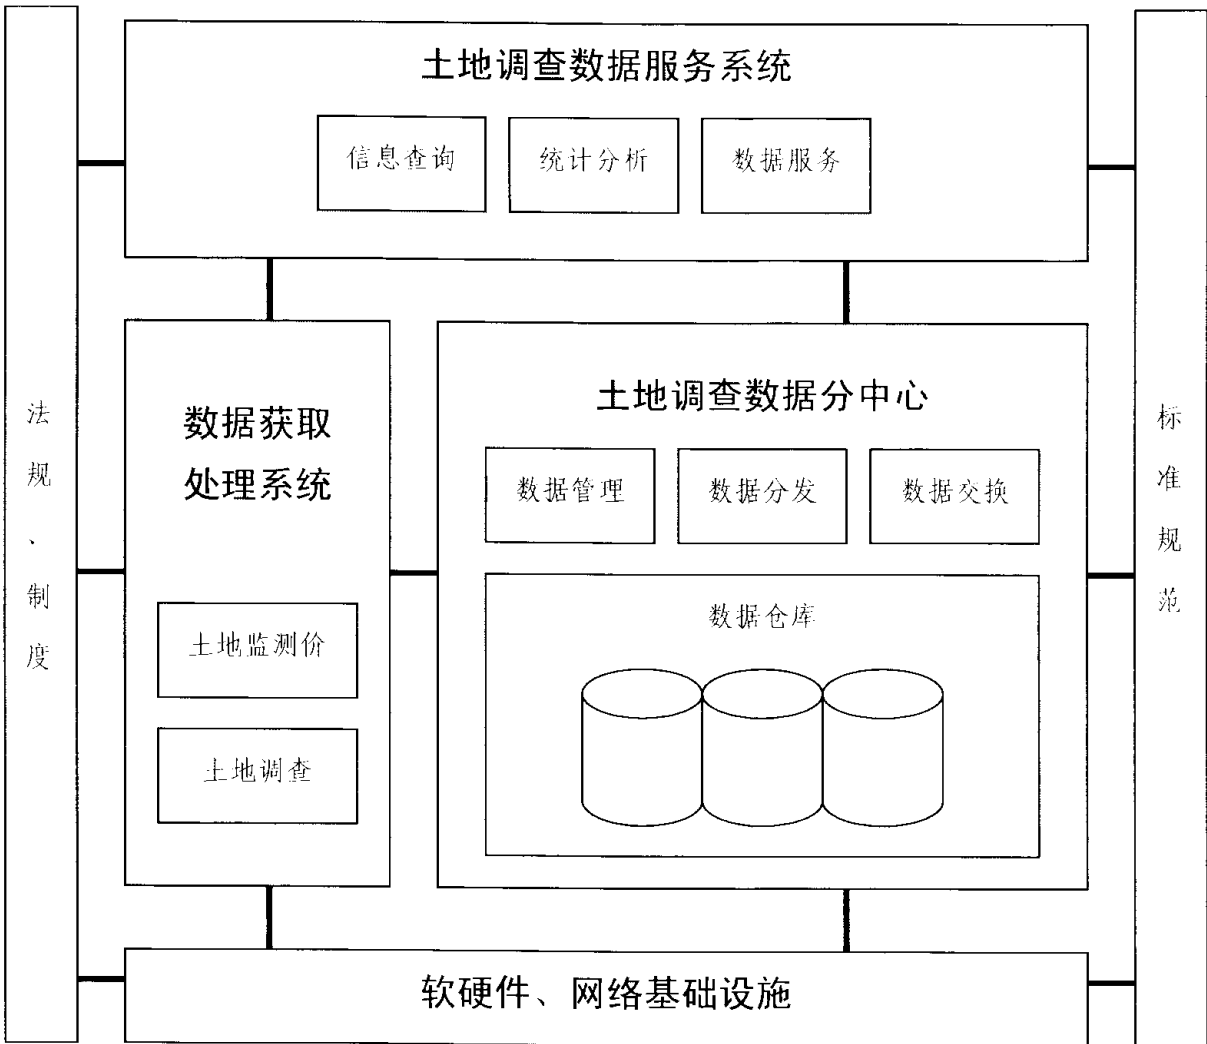 土地调查数据服务系统
信息查询
统计分析
数据服务
法规、制度
数据获取
处理系统
土地监测价
土地调查
土地调查数据分中心
数据管理
数据分发
数据交换
数据仓库
标准规范
软硬件、网络基础设施